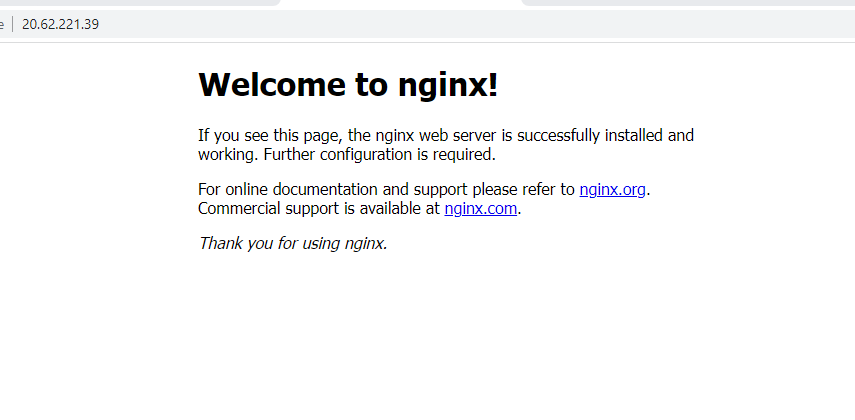 20.62.221.39
Welcome to nginx!
If you see this page, the nginx web server is successfully installed and
working. Further configuration is required.
For online documentation and support please refer to nginx.org.
Commercial support is available at nginx.com.
Thank you for using nginx.